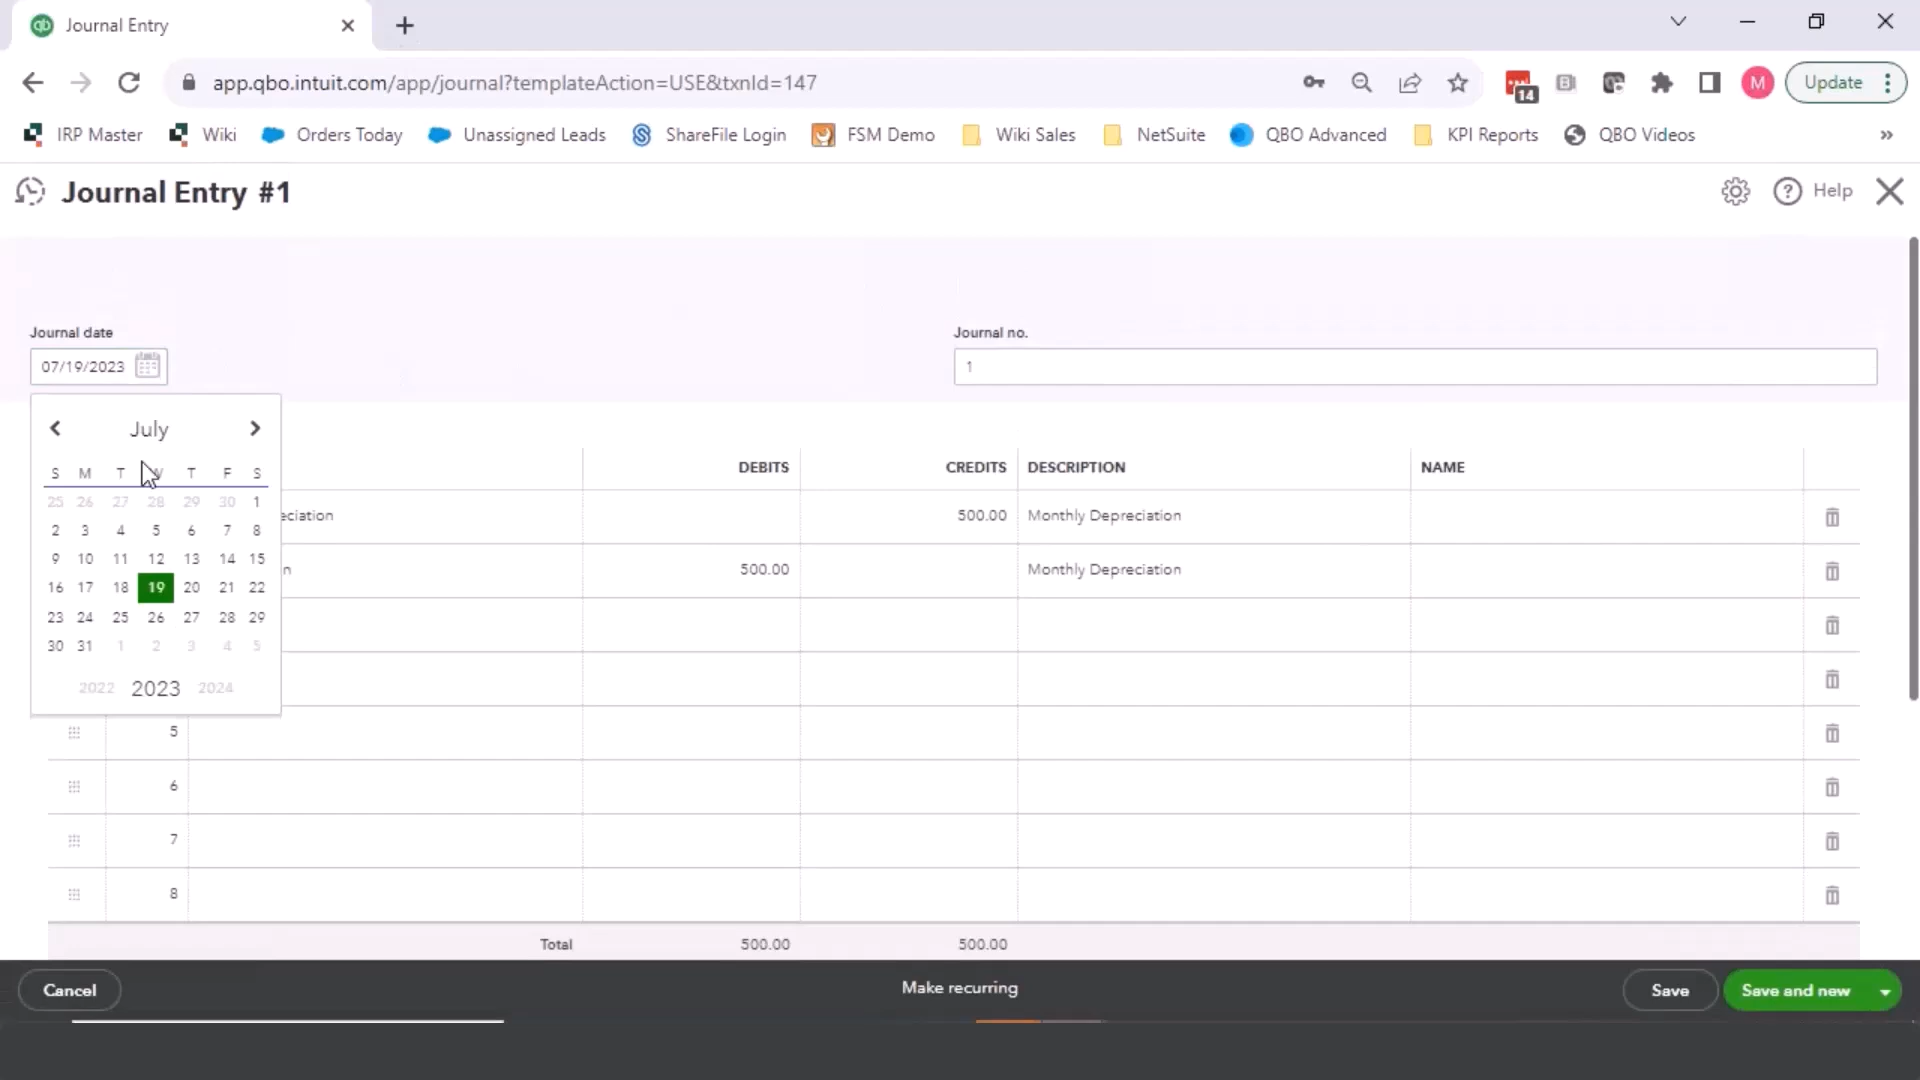 qb Journal Entry
app.qbo.intuit.com/app/journal?templateAction=USE&txnId=147
14
M
Update
IRP Master
Wiki
Orders Today
Unassigned Leads
ShareFile Login
FSM Demo
Wiki Sales
NetSuite
QBO Advanced
KPI Reports
QBO Videos
»
Journal Entry #1
? Help
Journal date
Journal no.
07/19/2023
1
July
S M T W T F S
25 26 27 28 29 30 1
2 3 4 5 6 7 8
9 10 11 12 13 14 15
16 17 18 19 20 21 22
23 24 25 26 27 28 29
30 31 1 2 3 4 5
2022 2023 2024
DEBITS CREDITS DESCRIPTION NAME
eciation 500.00 Monthly Depreciation
n 500.00 Monthly Depreciation
5
6
7
8
Total 500.00 500.00
Cancel
Make recurring
Save
Save and new